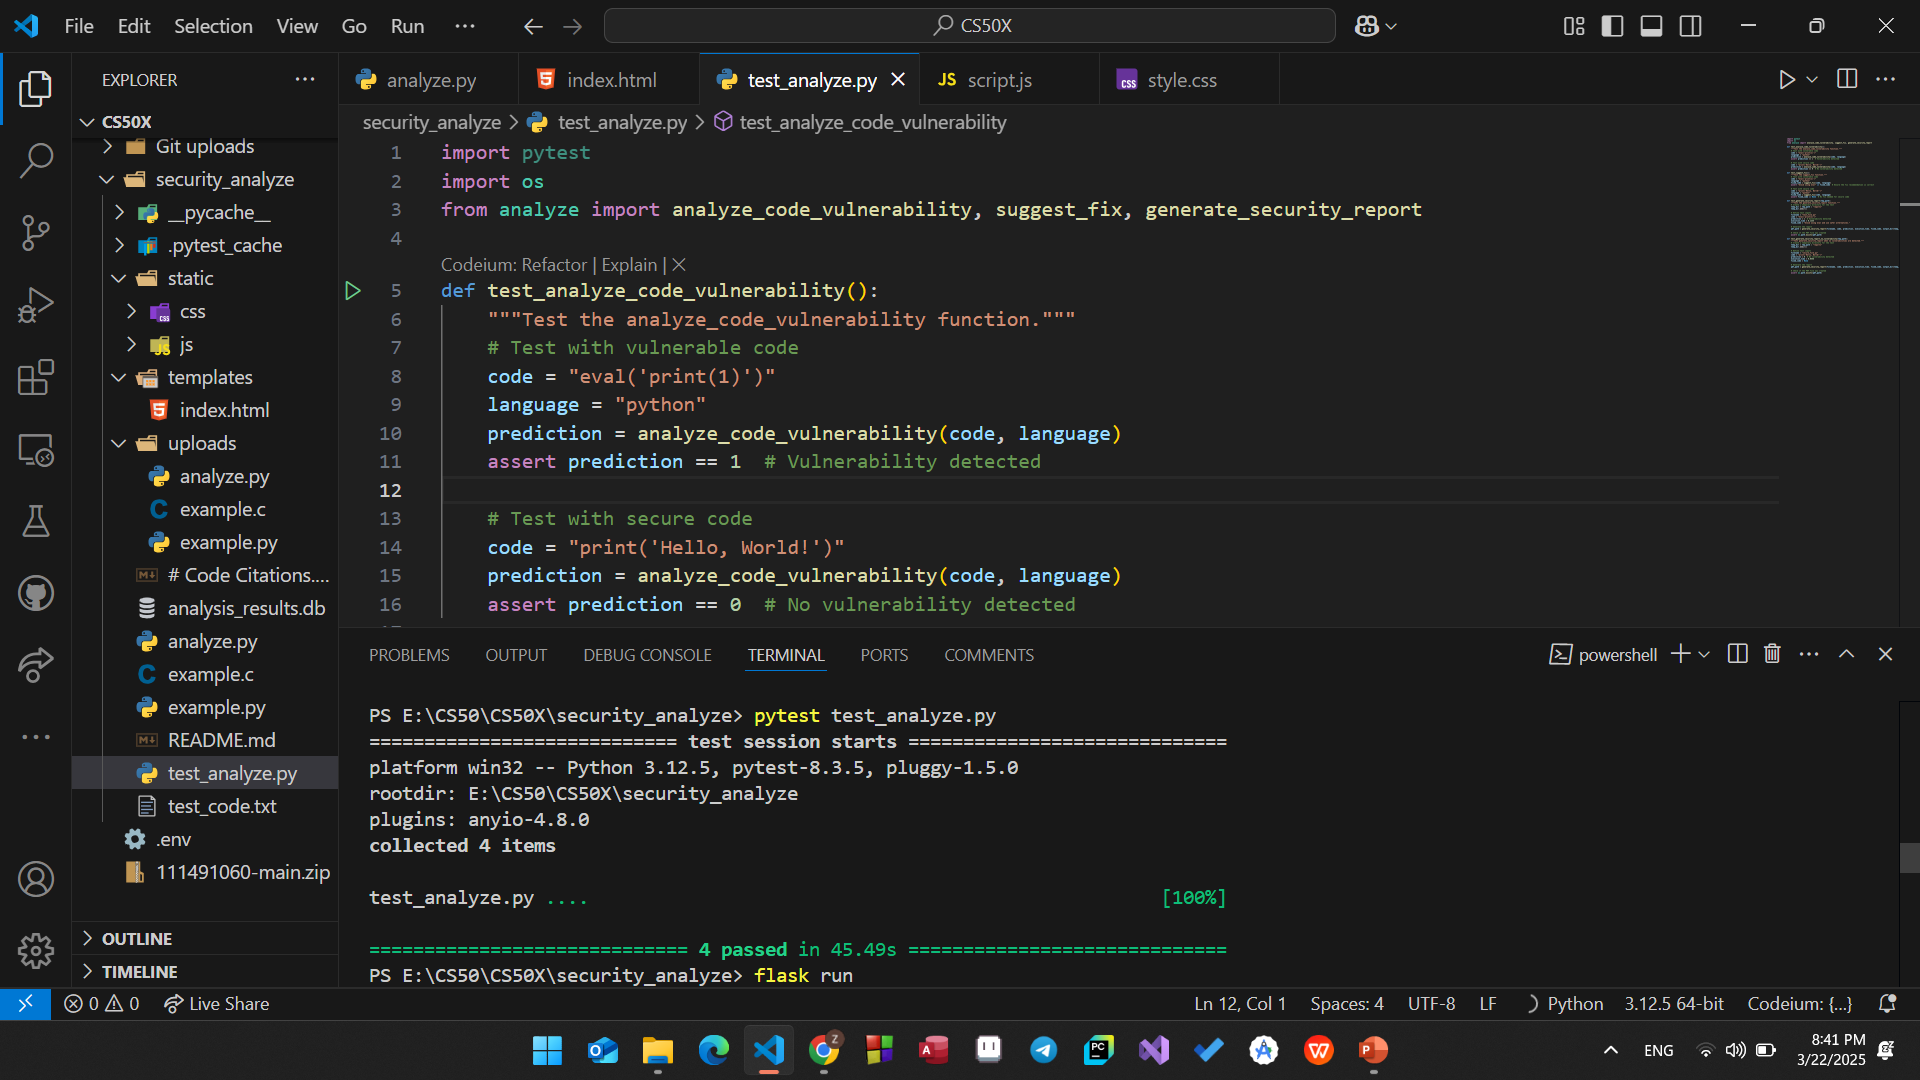 File Edit Selection View Go Run ···
CS50X
EXPLORER ···
CS50X
Git uploads
security_analyze
__pycache__
.pytest_cache
static
css
js
templates
index.html
uploads
analyze.py
example.c
example.py
# Code Citations....
analysis_results.db
analyze.py
example.c
example.py
README.md
test_analyze.py
test_code.txt
.env
111491060-main.zip
OUTLINE
TIMELINE
analyze.py index.html test_analyze.py script.js style.css
security_analyze > test_analyze.py > test_analyze_code_vulnerability
1 import pytest
2 import os
3 from analyze import analyze_code_vulnerability, suggest_fix, generate_security_report
4
Codeium: Refactor | Explain | ×
5 def test_analyze_code_vulnerability():
6 """Test the analyze_code_vulnerability function."""
7 # Test with vulnerable code
8 code = "eval('print(1)')"
9 language = "python"
10 prediction = analyze_code_vulnerability(code, language)
11 assert prediction == 1 # Vulnerability detected
12
13 # Test with secure code
14 code = "print('Hello, World!')"
15 prediction = analyze_code_vulnerability(code, language)
16 assert prediction == 0 # No vulnerability detected
PROBLEMS OUTPUT DEBUG CONSOLE TERMINAL PORTS COMMENTS
powershell
PS E:\CS50\CS50X\security_analyze> pytest test_analyze.py
============================ test session starts =============================
platform win32 -- Python 3.12.5, pytest-8.3.5, pluggy-1.5.0
rootdir: E:\CS50\CS50X\security_analyze
plugins: anyio-4.8.0
collected 4 items
test_analyze.py .... [100%]
============================= 4 passed in 45.49s =============================
PS E:\CS50\CS50X\security_analyze> flask run
0 0 Live Share
Ln 12, Col 1 Spaces: 4 UTF-8 LF Python 3.12.5 64-bit Codeium: {...}
ENG
8:41 PM
3/22/2025